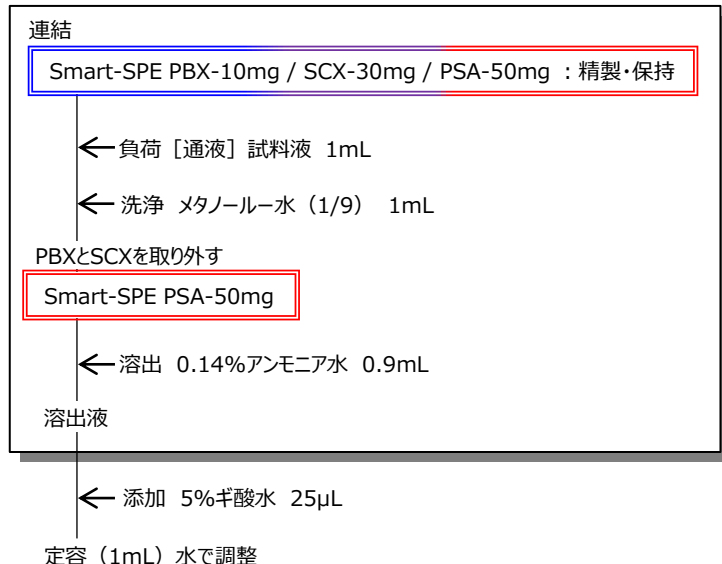 連結
Smart-SPE PBX-10mg / SCX-30mg / PSA-50mg ：精製・保持
負荷［通液］試料液 1mL
洗浄 メタノールー水（1/9） 1mL
PBXとSCXを取り外す
Smart-SPE PSA-50mg
溶出 0.14%アンモニア水 0.9mL
溶出液
添加 5%ギ酸水 25μL
定容（1mL）水で調整